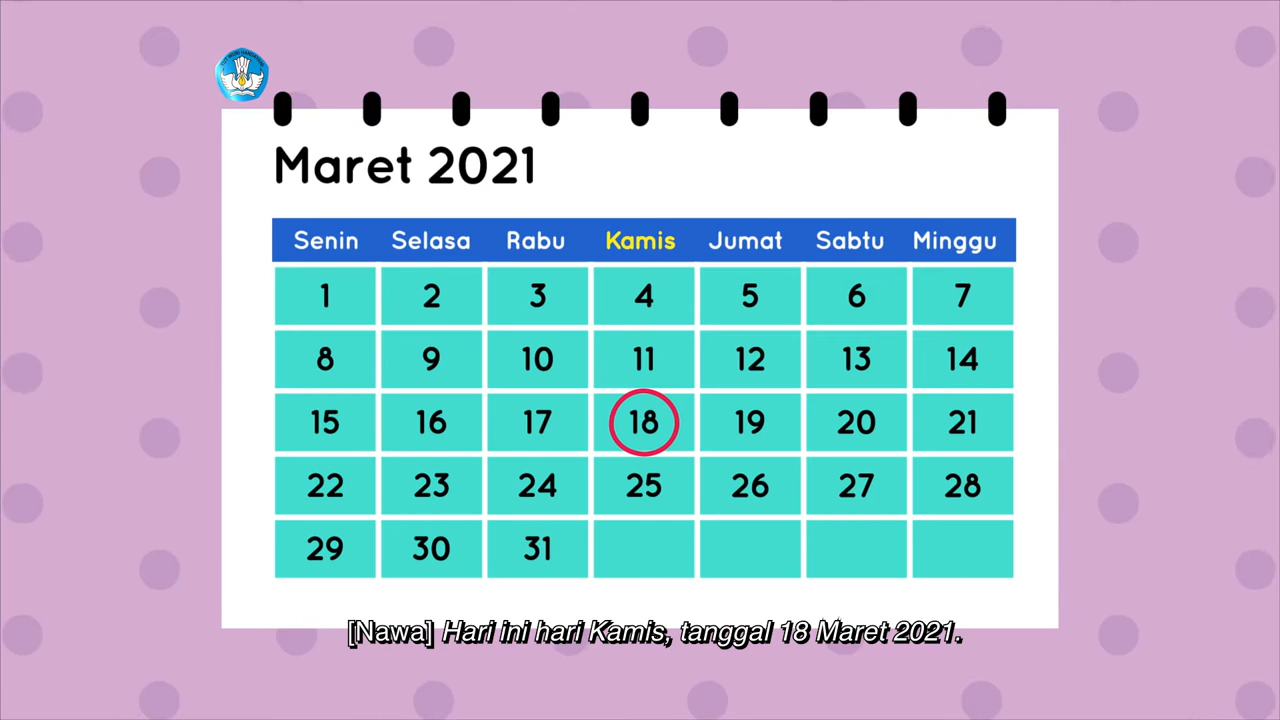 Maret 2021
Senin Selasa Rabu Kamis Jumat Sabtu Minggu
1 2 3 4 5 6 7
8 9 10 11 12 13 14
15 16 17 18 19 20 21
22 23 24 25 26 27 28
29 30 31
[Nawa] Hari ini hari Kamis, tanggal 18 Maret 2021.